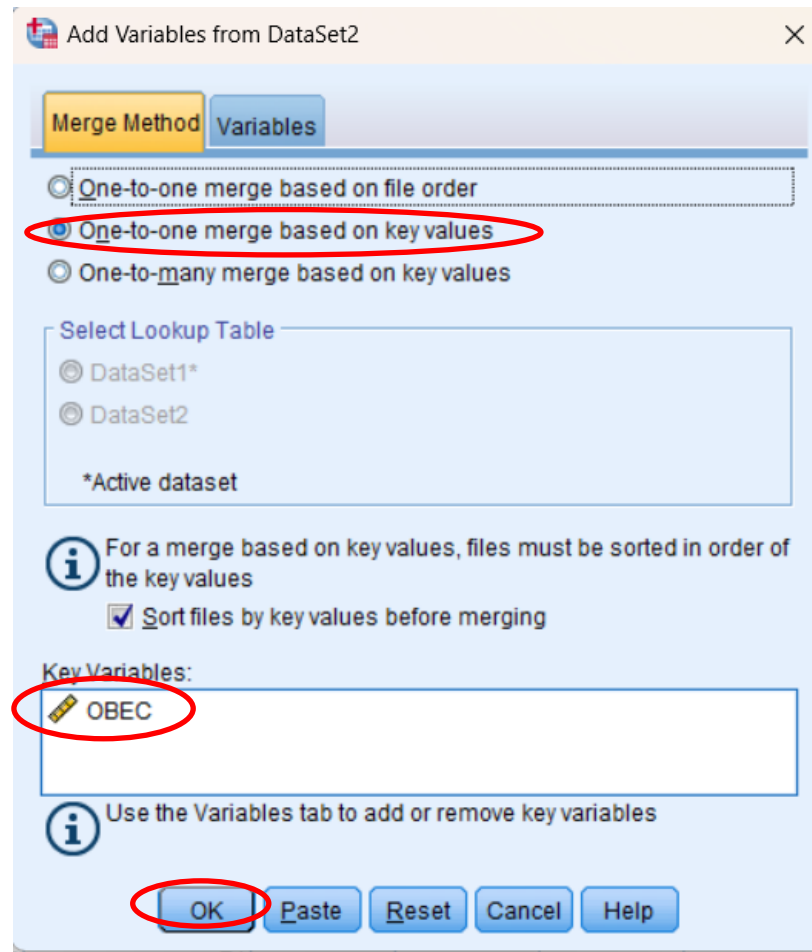 Add Variables from DataSet2
Merge Method
Variables
One-to-one merge based on file order
One-to-one merge based on key values
One-to-many merge based on key values
Select Lookup Table
DataSet1*
DataSet2
*Active dataset
For a merge based on key values, files must be sorted in order of
the key values
Sort files by key values before merging
Key Variables:
OBEC
Use the Variables tab to add or remove key variables
OK Paste Reset Cancel Help